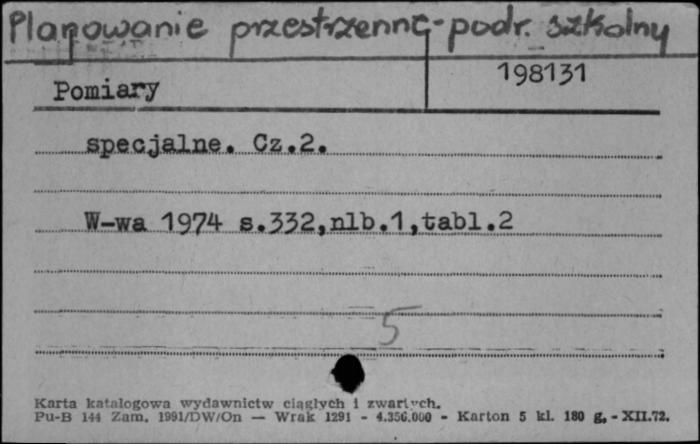 Planowanie przestrzenne - podr. szkolny
198131
Pomiary
specjalne. Cz.2.
W-wa 1974 s.332,nlb.1,tabl.2
5
Karta katalogowa wydawnictw ciągłych i zwartych.
Pu-B 144 Zam. 1991/DW/On — Wrak 1291 - 4.356.000 - Karton 5 kl. 180 g, - XII.72.